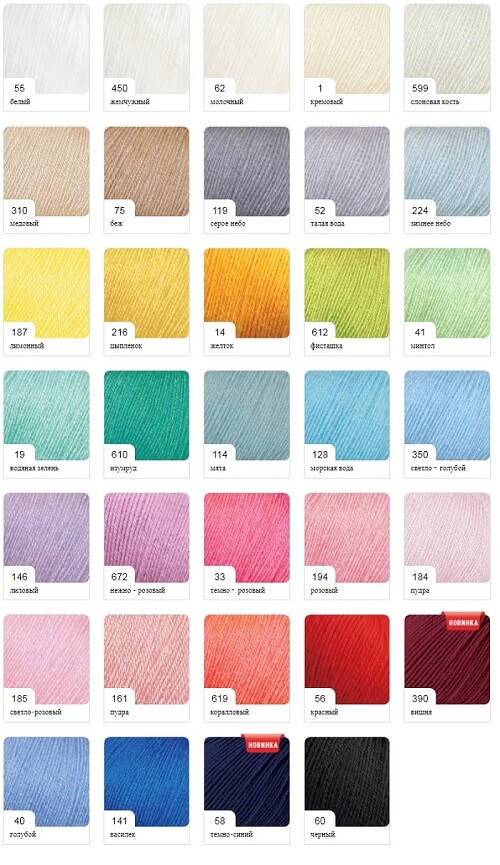 55 450 62 1 599
белый жемчужный молочный кремовый слоновая кость
310 75 119 52 224
медовый беж серое небо талая вода зимнее небо
187 216 14 612 41
лимонный цыпленок желток фисташка минтол
19 610 114 128 350
водяная зелень изумруд мята морская вода светло - голубой
146 672 33 194 184
лиловый нежно - розовый темно - розовый розовый пудра
НОВИНКА
185 161 619 56 390
светло-розовый пудра коралловый красный вишня
НОВИНКА
40 141 58 60
голубой василек темно-синий черный